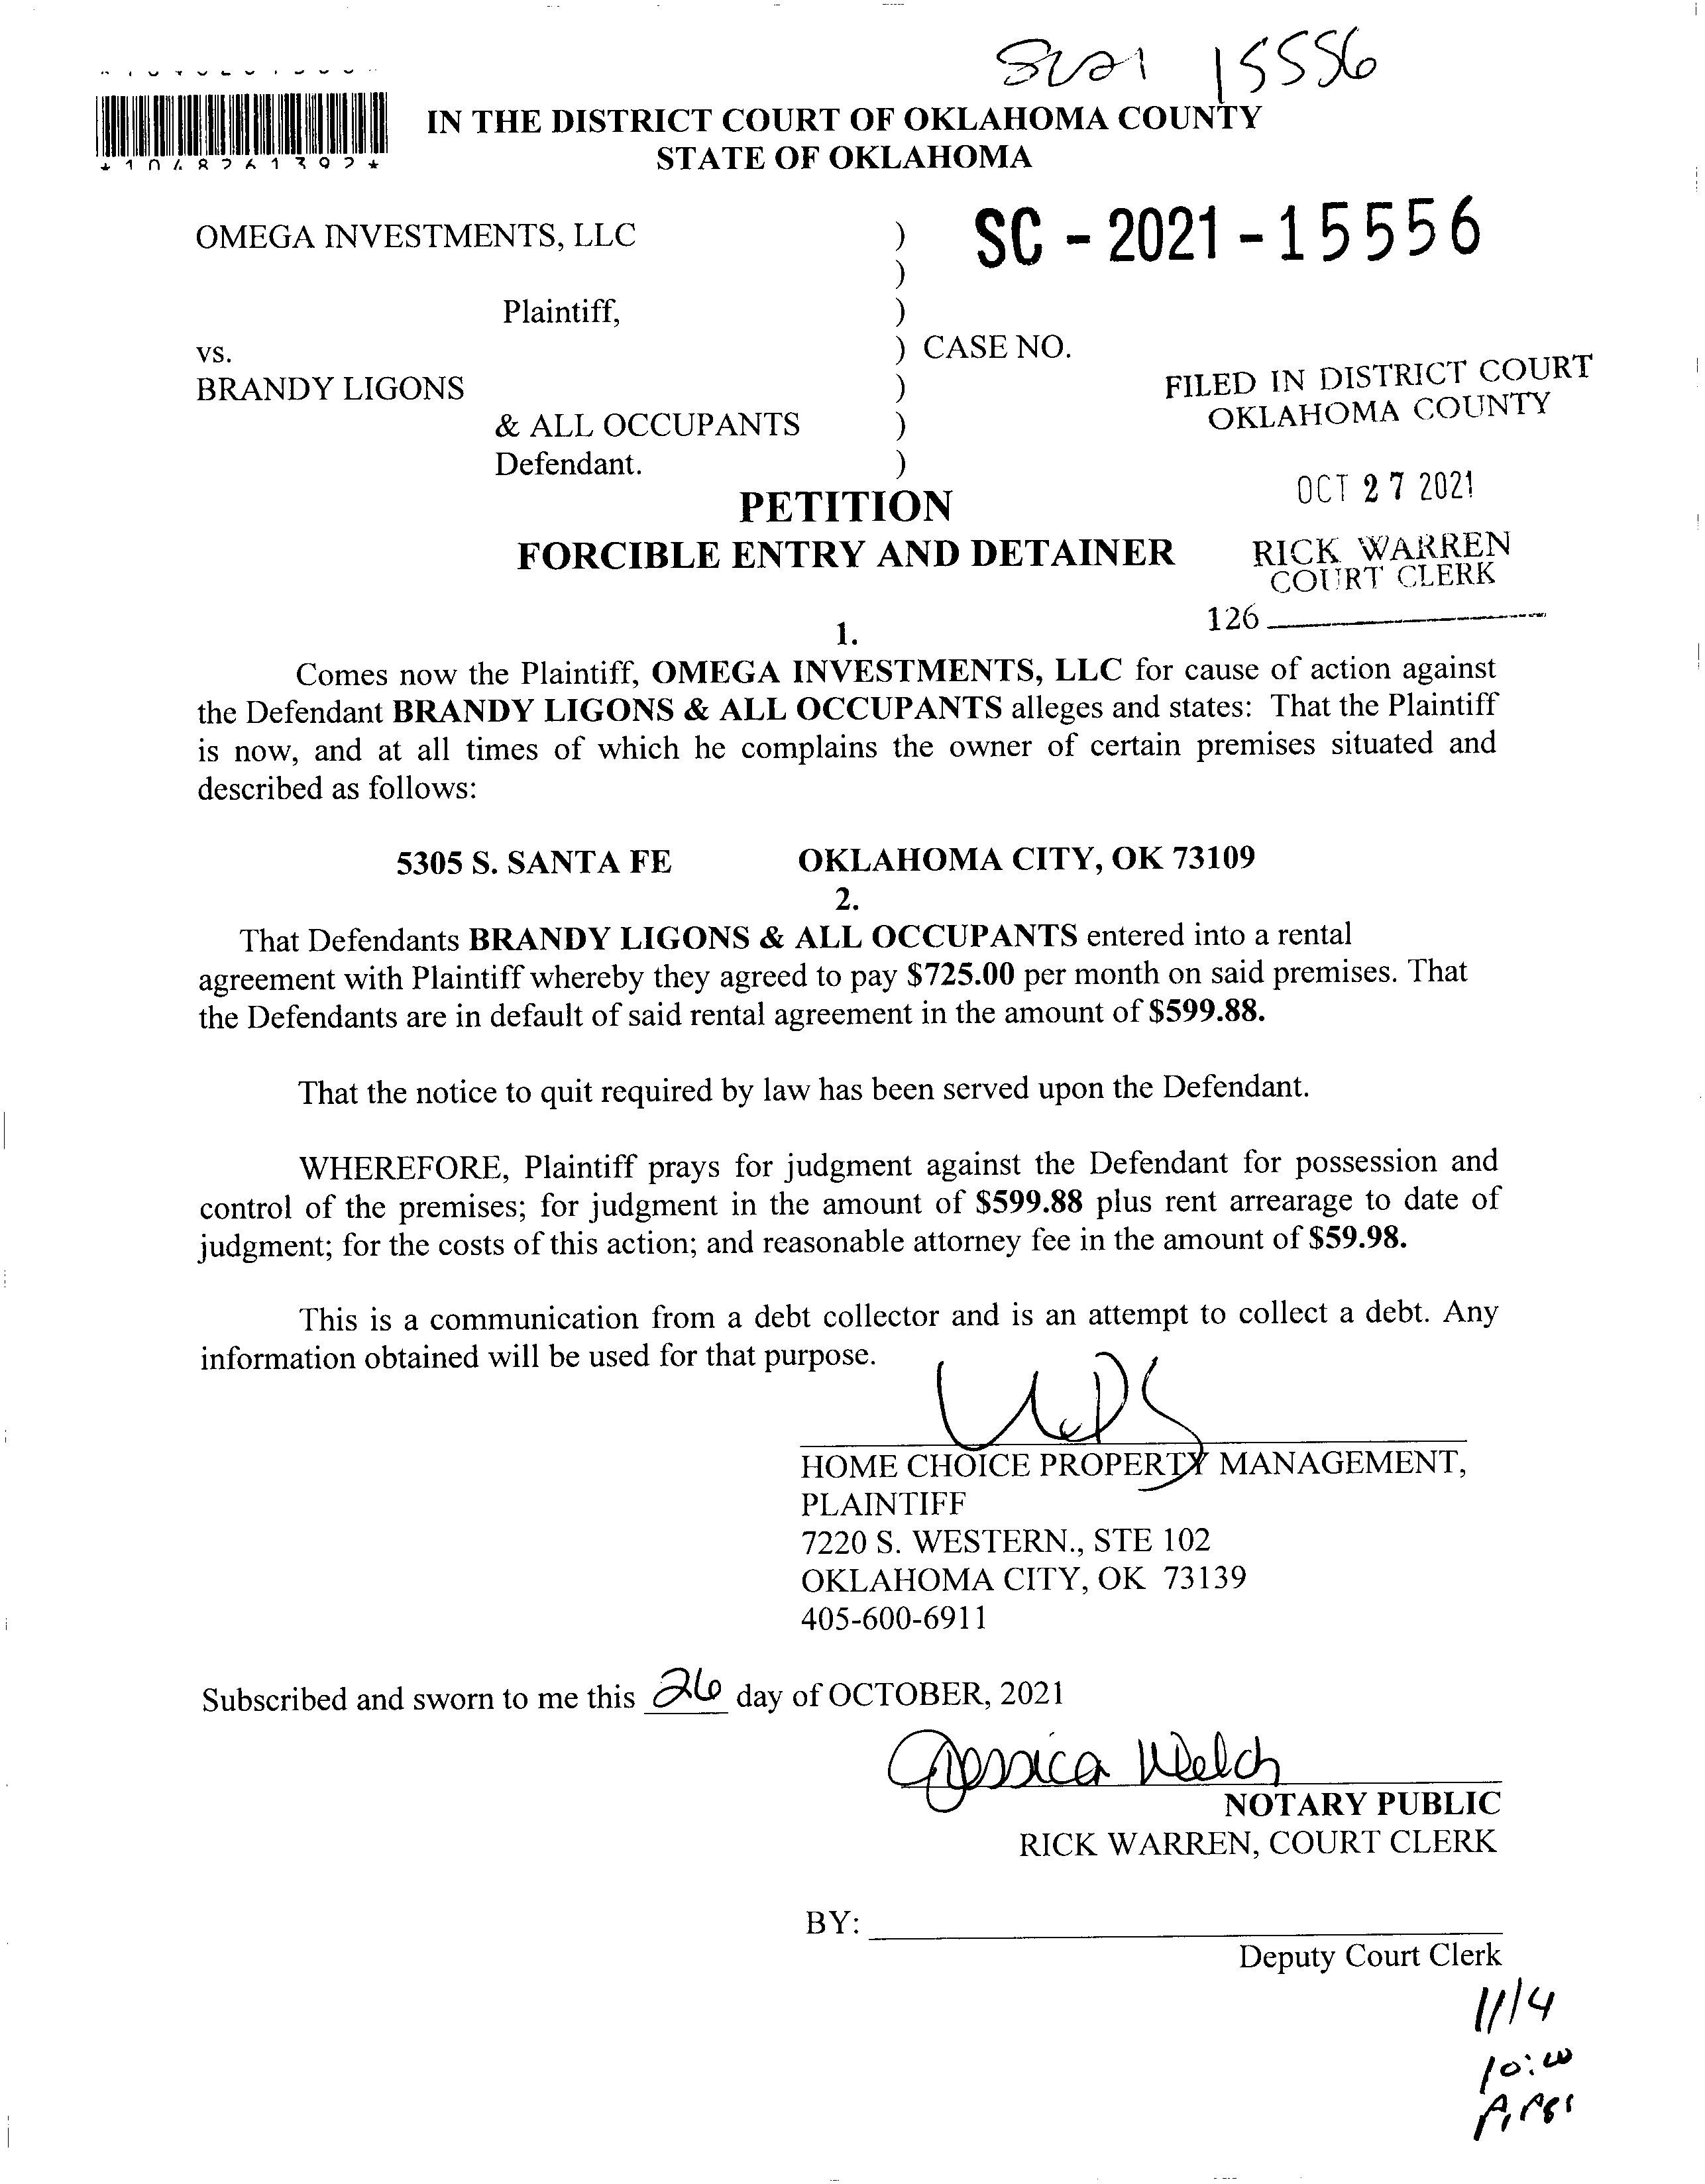 SC21 15556
IN THE DISTRICT COURT OF OKLAHOMA COUNTY
STATE OF OKLAHOMA
*1048261392*
OMEGA INVESTMENTS, LLC )
SC - 2021 - 15556
)
Plaintiff, )
vs. ) CASE NO.
BRANDY LIGONS )
& ALL OCCUPANTS )
Defendant. )
FILED IN DISTRICT COURT
OKLAHOMA COUNTY
OCT 27 2021
RICK WARREN
COURT CLERK
126
PETITION
FORCIBLE ENTRY AND DETAINER
1.
Comes now the Plaintiff, OMEGA INVESTMENTS, LLC for cause of action against
the Defendant BRANDY LIGONS & ALL OCCUPANTS alleges and states: That the Plaintiff
is now, and at all times of which he complains the owner of certain premises situated and
described as follows:
5305 S. SANTA FE OKLAHOMA CITY, OK 73109
2.
That Defendants BRANDY LIGONS & ALL OCCUPANTS entered into a rental
agreement with Plaintiff whereby they agreed to pay $725.00 per month on said premises. That
the Defendants are in default of said rental agreement in the amount of $599.88.
That the notice to quit required by law has been served upon the Defendant.
WHEREFORE, Plaintiff prays for judgment against the Defendant for possession and
control of the premises; for judgment in the amount of $599.88 plus rent arrearage to date of
judgment; for the costs of this action; and reasonable attorney fee in the amount of $59.98.
This is a communication from a debt collector and is an attempt to collect a debt. Any
information obtained will be used for that purpose.
HOME CHOICE PROPERTY MANAGEMENT,
PLAINTIFF
7220 S. WESTERN., STE 102
OKLAHOMA CITY, OK 73139
405-600-6911
Subscribed and sworn to me this 26 day of OCTOBER, 2021
Jessica Welch
NOTARY PUBLIC
RICK WARREN, COURT CLERK
BY:
Deputy Court Clerk
11/4
10:00